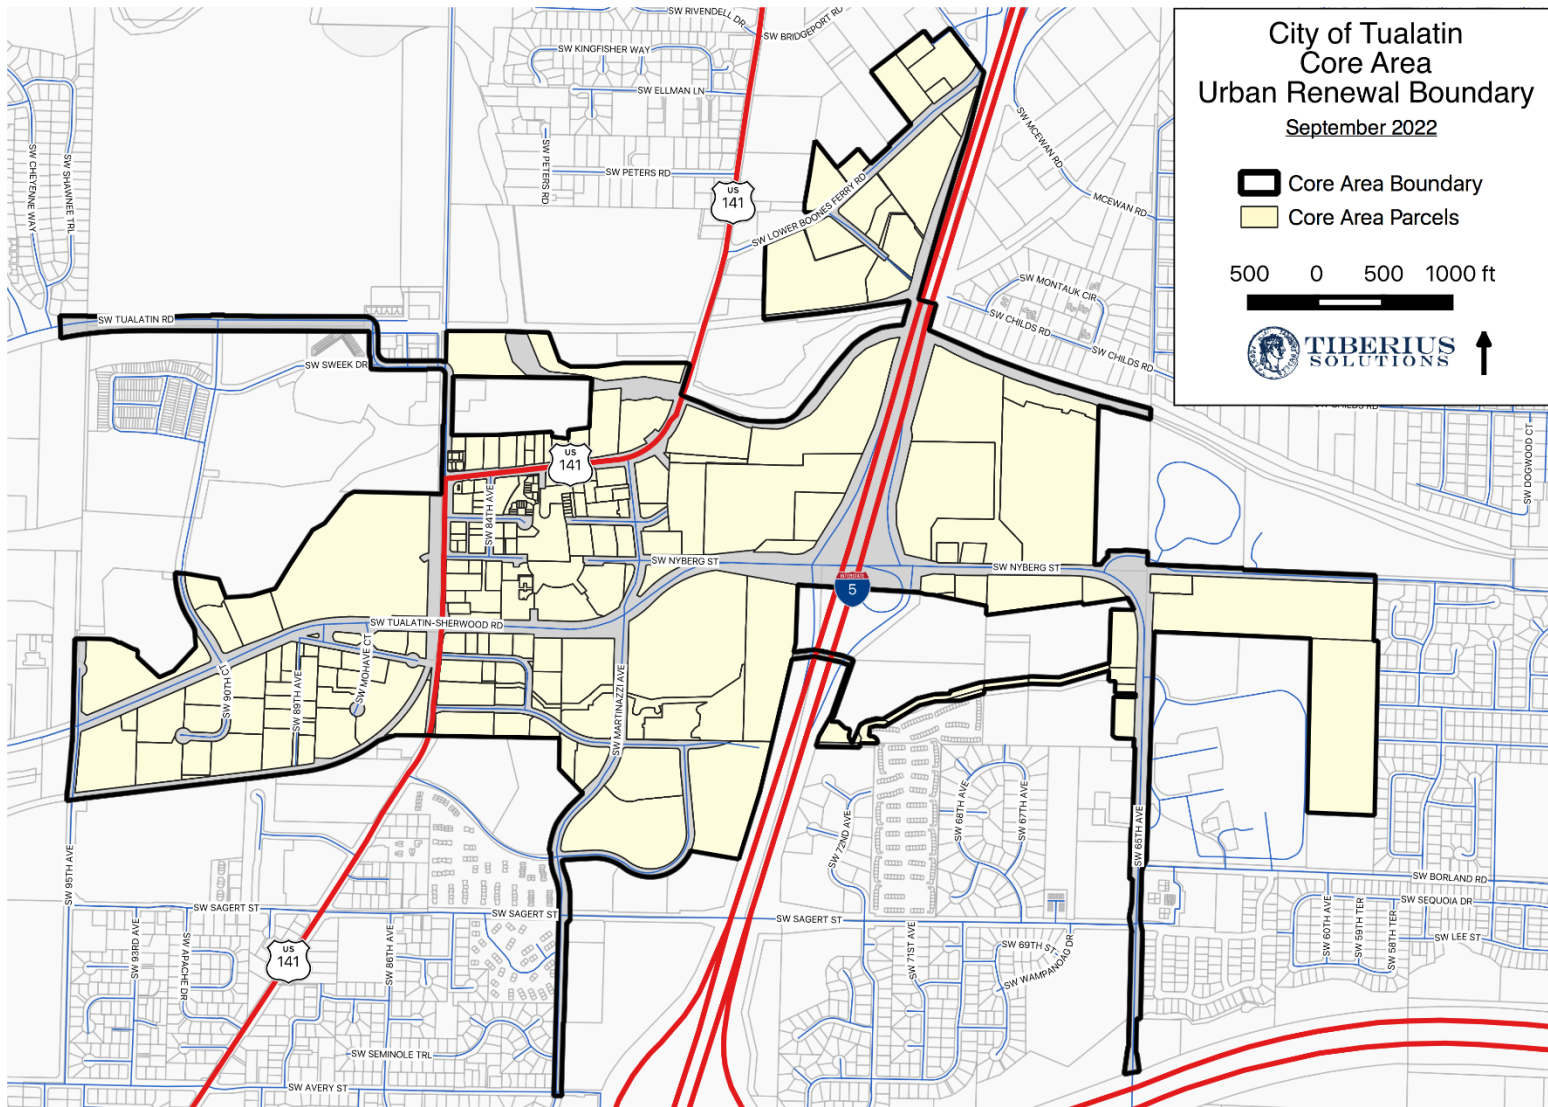 City of Tualatin
Core Area
Urban Renewal Boundary
September 2022
Core Area Boundary
Core Area Parcels
500 0 500 1000 ft
TIBERIUS
SOLUTIONS
SW RIVENDELL DR
SW BRIDGEPORT RD
SW KINGFISHER WAY
SW ELLMAN LN
SW PETERS RD
SW PETERS RD
US
141
SW LOWER BOONES FERRY RD
SW MCEWAN RD
MCEWAN RD
SW MONTAUK CIR
SW CHILDS RD
SW CHILDS RD
SW CHILDS RD
SW CHEYENNE WAY
SW SHAWNEE TRL
SW TUALATIN RD
SW SWEEK DR
US
141
SW 84TH AVE
SW DOGWOOD CT
SW NYBERG ST
SW NYBERG ST
INTERSTATE
5
SW TUALATIN-SHERWOOD RD
SW MOHAVE CT
SW 90TH CT
SW 89TH AVE
SW MARTINAZZI AVE
SW 95TH AVE
SW 72ND AVE
SW 68TH AVE
SW 67TH AVE
SW 65TH AVE
SW BORLAND RD
SW SEQUOIA DR
SW SAGERT ST
SW SAGERT ST
SW SAGERT ST
SW 93RD AVE
SW APACHE DR
US
141
SW 86TH AVE
SW 71ST AVE
SW 69TH ST
SW WAMPANOAG DR
SW 60TH AVE
SW 59TH TER
SW 58TH TER
SW LEE ST
SW SEMINOLE TRL
SW AVERY ST